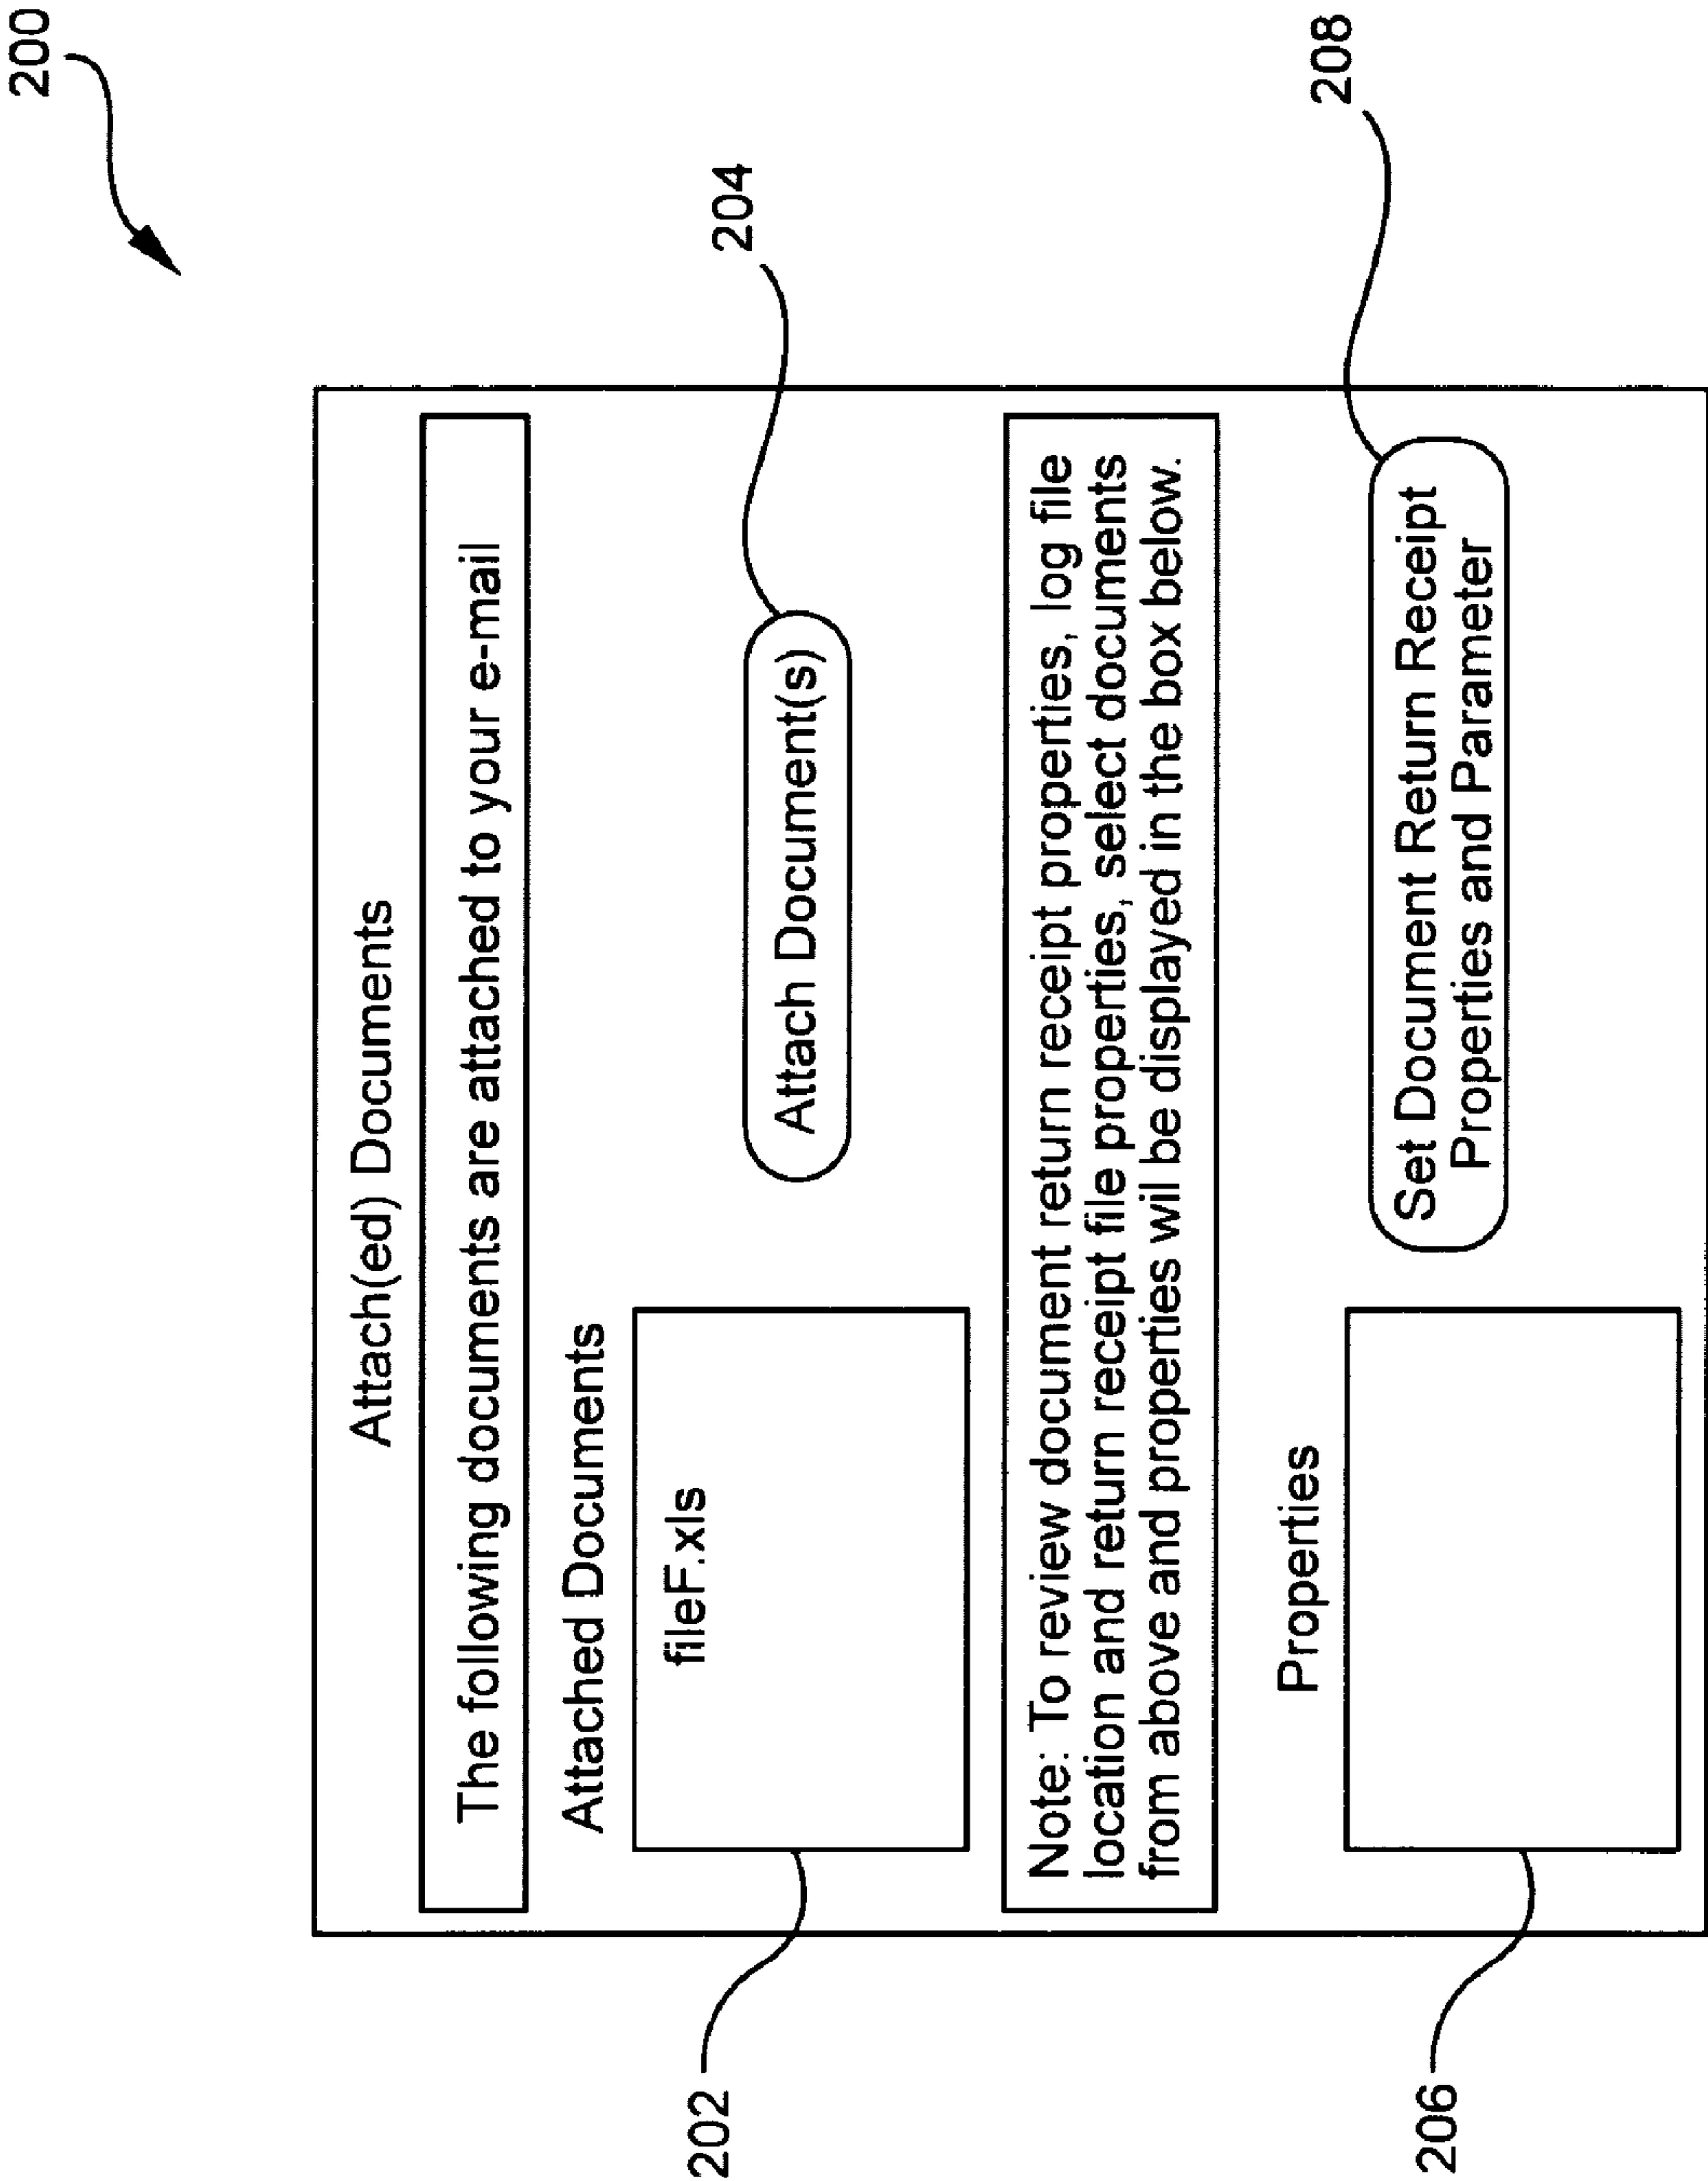 200
Attach(ed) Documents
The following documents are attached to your e-mail
Attached Documents
fileF.xls
202
Attach Document(s)
204
Note: To review document return receipt properties, log file
location and return receipt file properties, select documents
from above and properties wil be displayed in the box below.
Properties
206
Set Document Return Receipt
Properties and Parameter
208